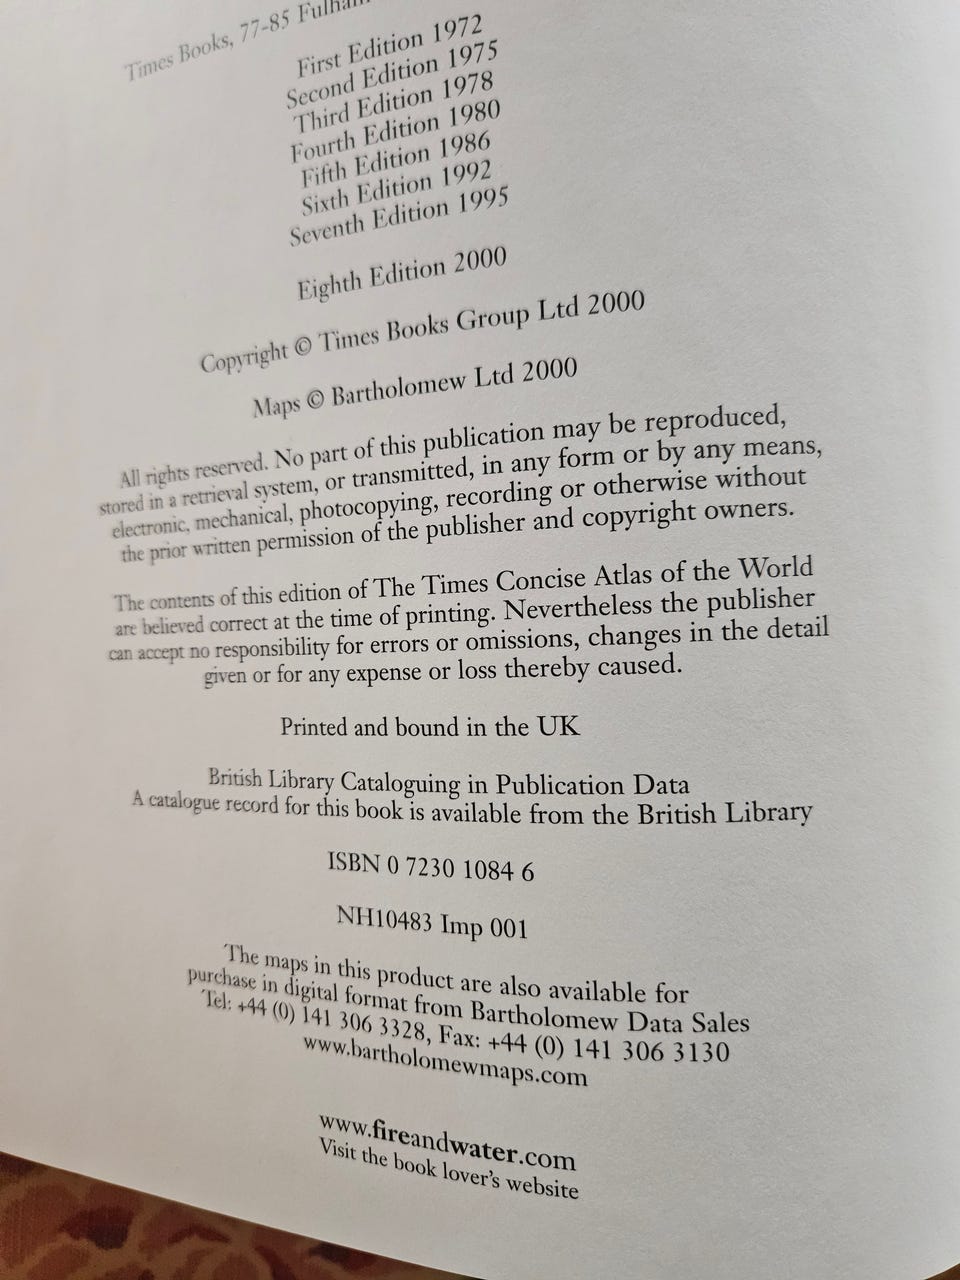 Times Books, 77-85 Fulham
First Edition 1972
Second Edition 1975
Third Edition 1978
Fourth Edition 1980
Fifth Edition 1986
Sixth Edition 1992
Seventh Edition 1995
Eighth Edition 2000
Copyright © Times Books Group Ltd 2000
Maps © Bartholomew Ltd 2000
All rights reserved. No part of this publication may be reproduced,
stored in a retrieval system, or transmitted, in any form or by any means,
electronic, mechanical, photocopying, recording or otherwise without
the prior written permission of the publisher and copyright owners.
The contents of this edition of The Times Concise Atlas of the World
are believed correct at the time of printing. Nevertheless the publisher
can accept no responsibility for errors or omissions, changes in the detail
given or for any expense or loss thereby caused.
Printed and bound in the UK
British Library Cataloguing in Publication Data
A catalogue record for this book is available from the British Library
ISBN 0 7230 1084 6
NH10483 Imp 001
The maps in this product are also available for
purchase in digital format from Bartholomew Data Sales
Tel: +44 (0) 141 306 3328, Fax: +44 (0) 141 306 3130
www.bartholomewmaps.com
www.fireandwater.com
Visit the book lover's website